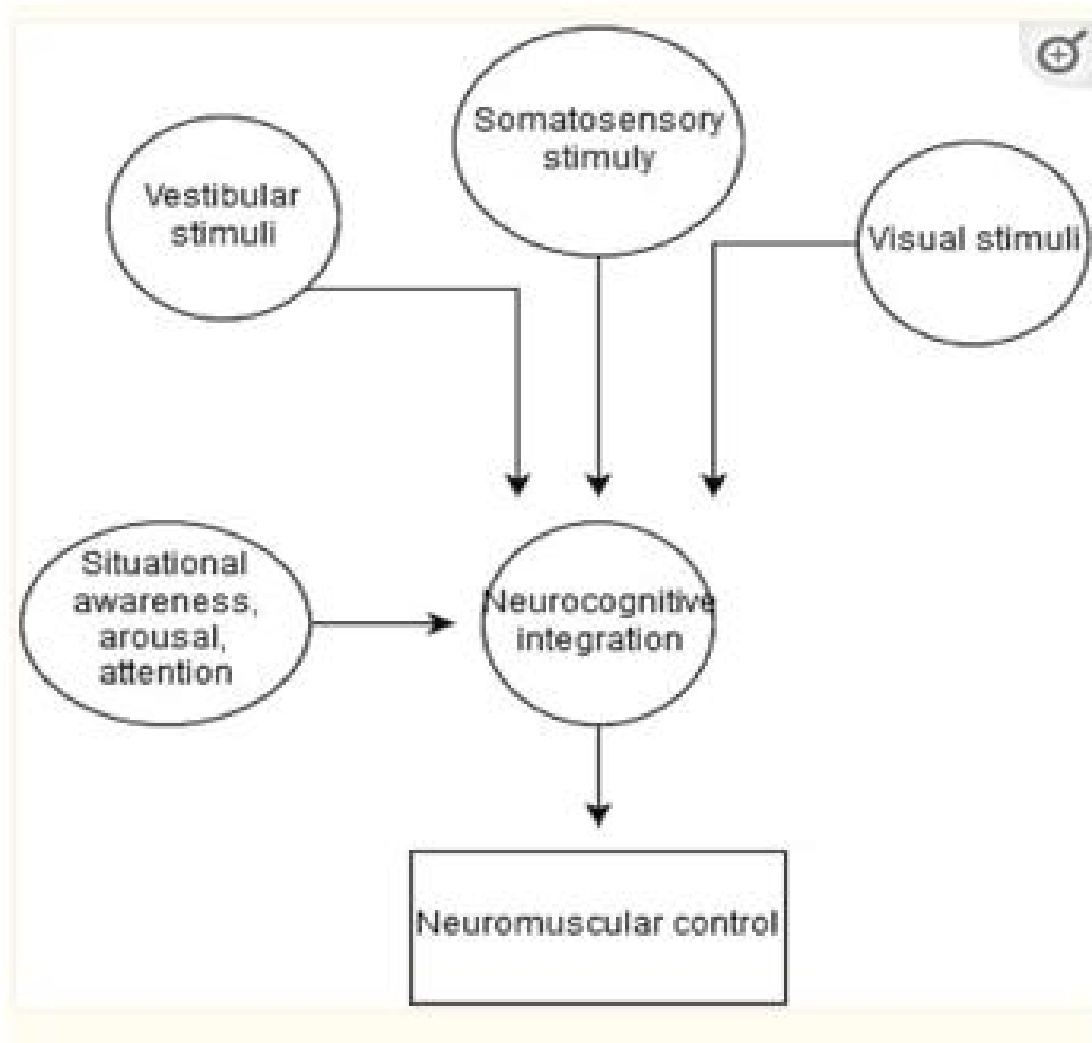 Somatosensory
stimuly
Vestibular
stimuli
Visual stimuli
Situational
awareness,
arousal,
attention
Neurocognitive
integration
Neuromuscular control